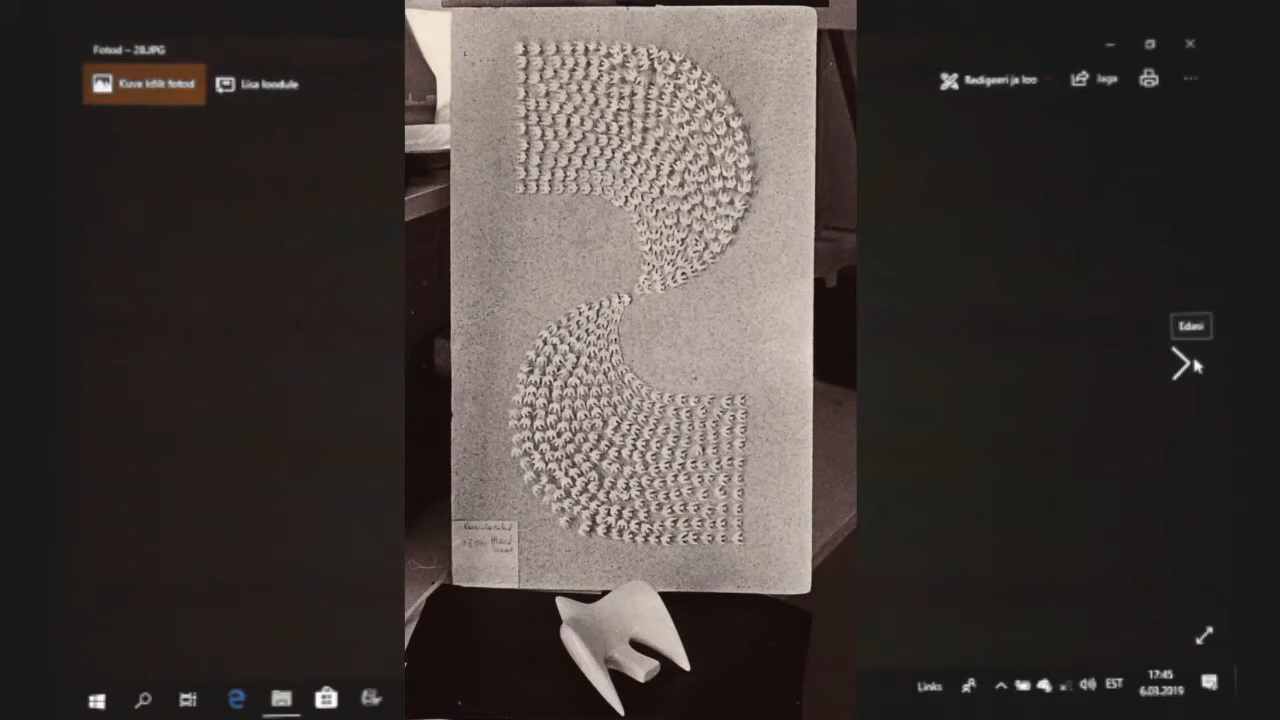 Fotod – 28.JPG
Kuva kõik fotod
Lisa loodule
Redigeeri ja loo
Jaga
Edasi
Links
EST
17:45
6.03.2019